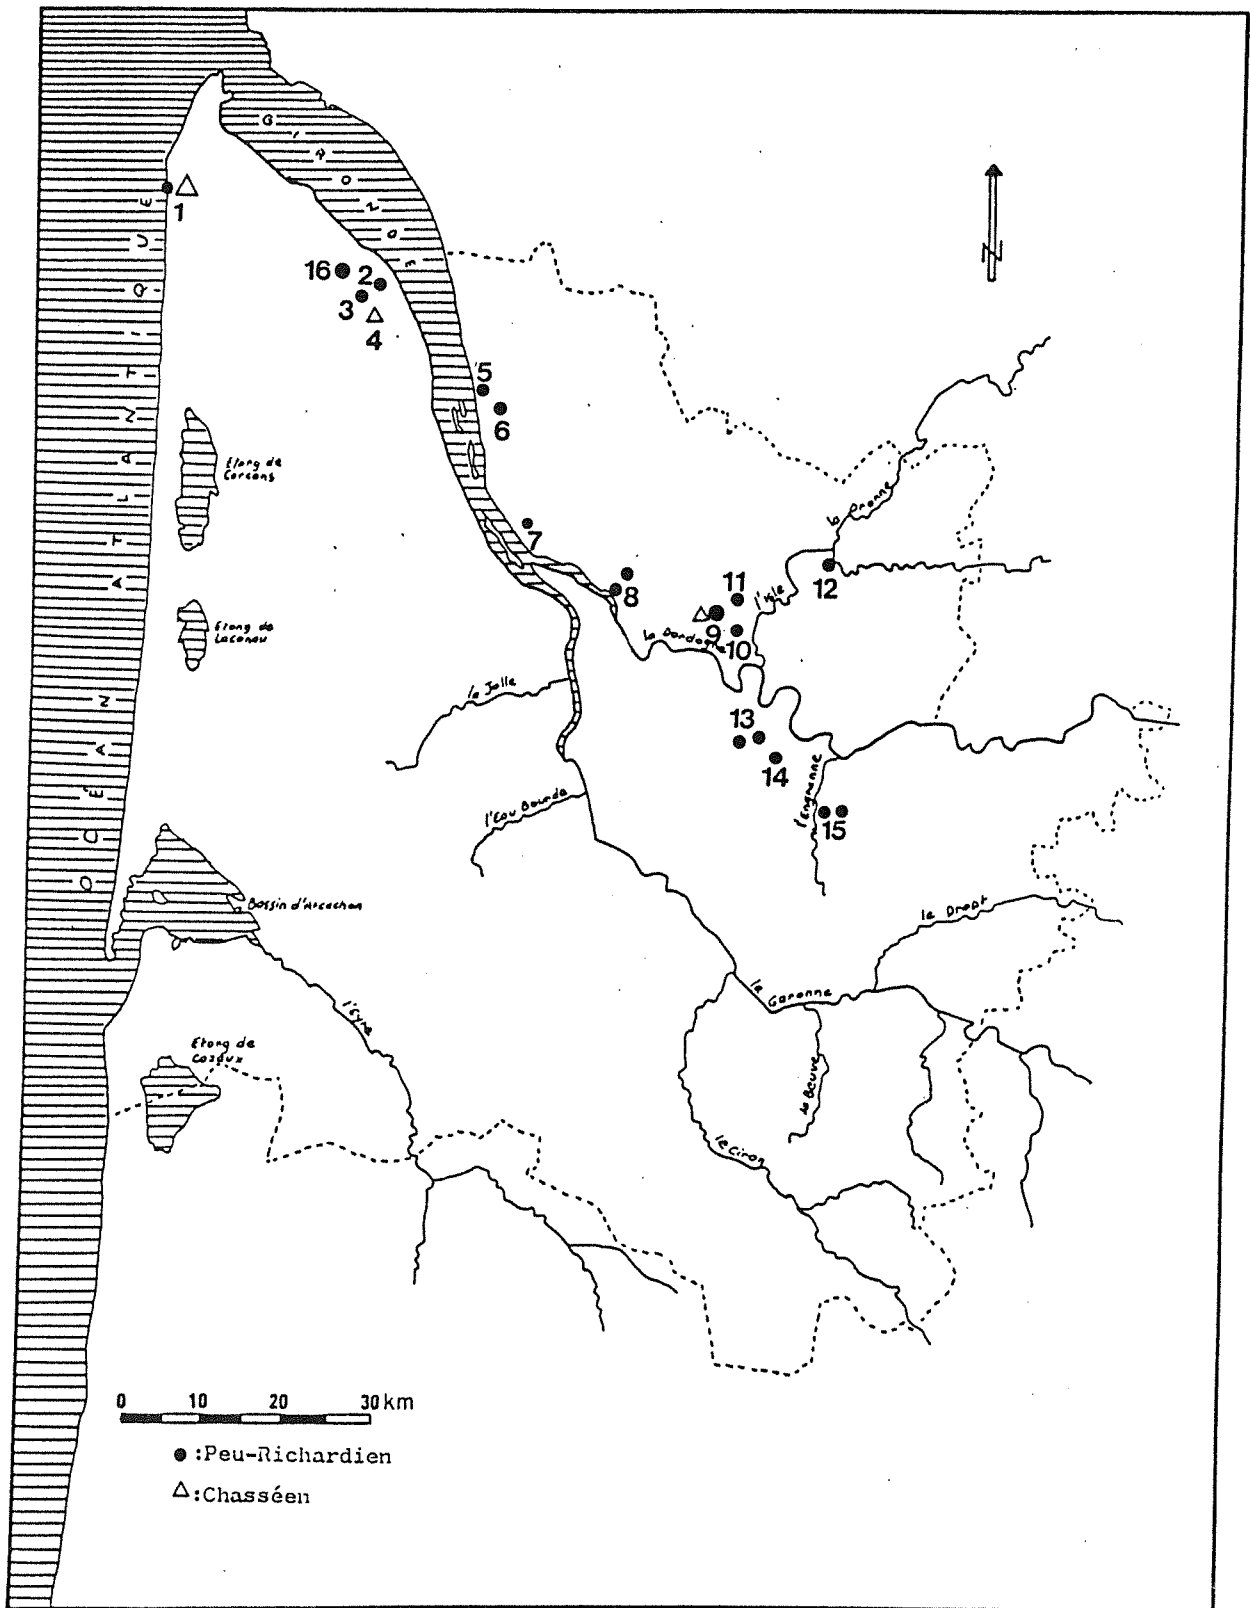 GIRONDE
OCÉAN ATLANTIQUE
1
16
2
3
4
5
6
Etang de
Carcans
7
la Dronne
8
11
l'Isle
12
9
la Dordogne
10
Etang de
Lacanau
la Jalle
13
14
l'Engranne
l'Eau Bourde
15
Bassin d'Arcachon
le Dropt
la Garonne
l'Eyre
Etang de
Cazaux
la Beuve
le Ciron
N
0 10 20 30 km
:Peu-Richardien
:Chasséen